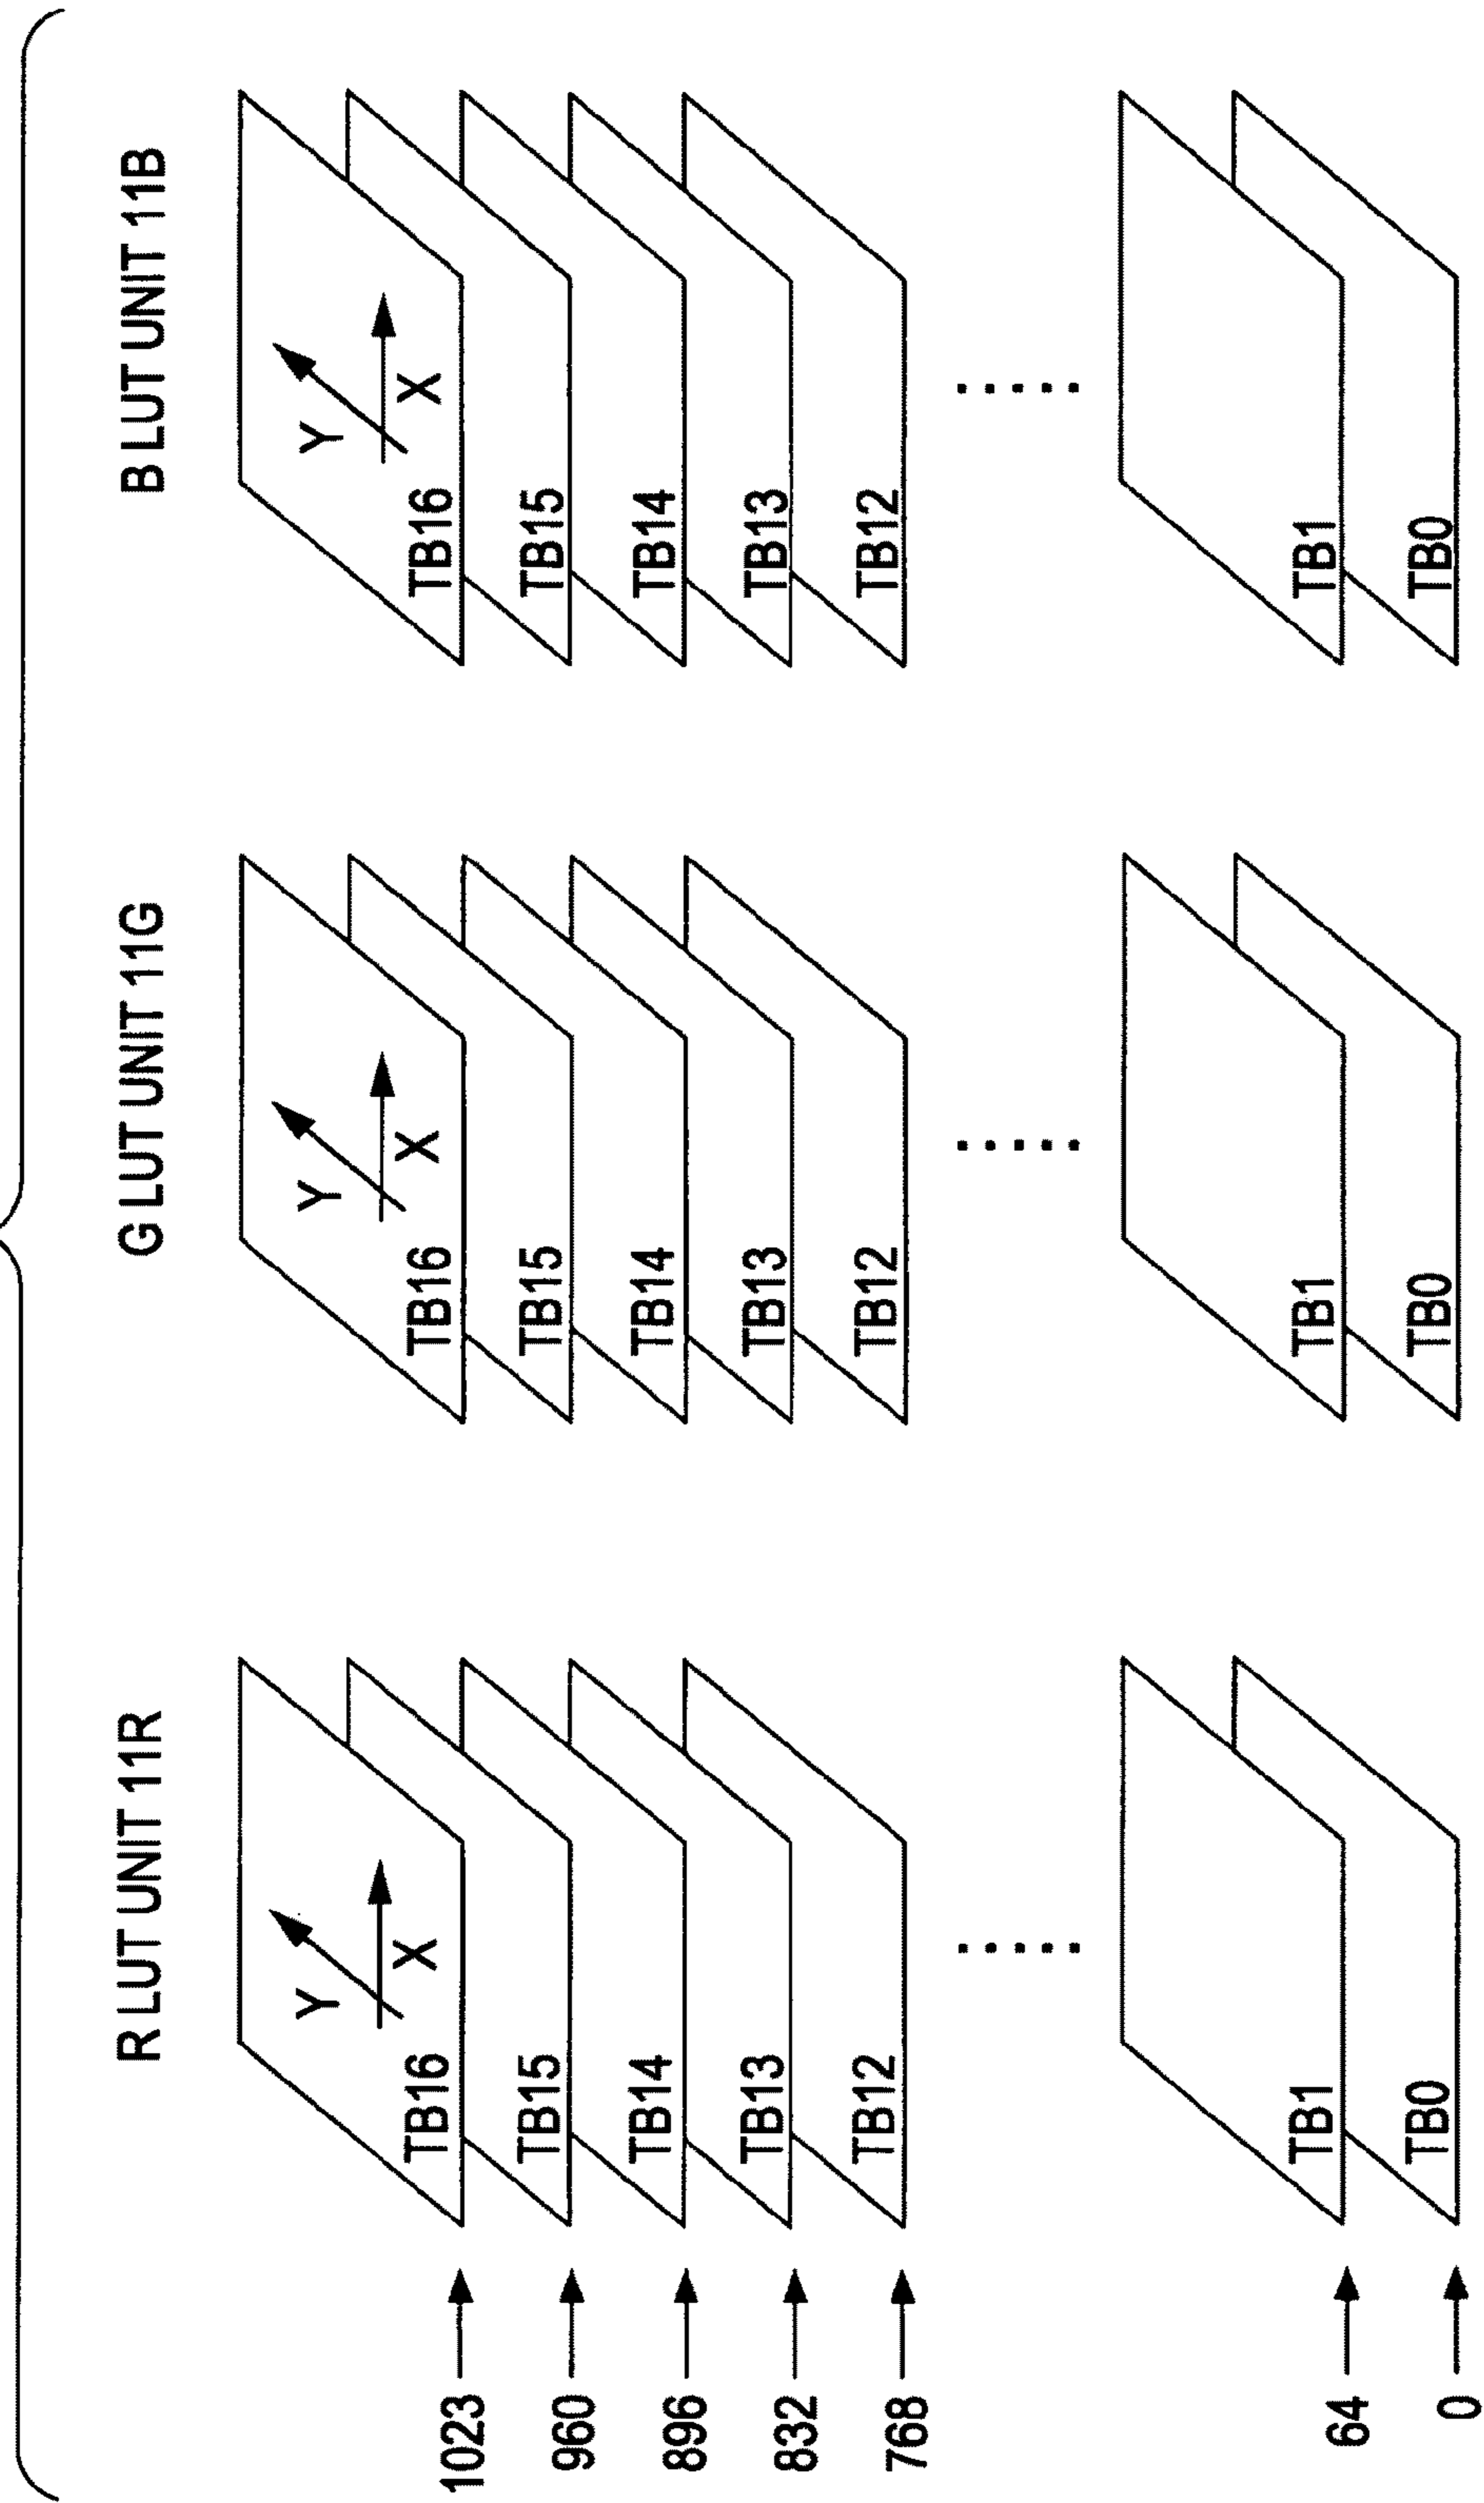 R LUT UNIT 11R
G LUT UNIT 11G
B LUT UNIT 11B
1023
TB16
Y
X
TB16
Y
X
TB16
Y
X
960
TB15
TB15
TB15
896
TB14
TB14
TB14
832
TB13
TB13
TB13
768
TB12
TB12
TB12
64
TB1
TB1
TB1
0
TB0
TB0
TB0